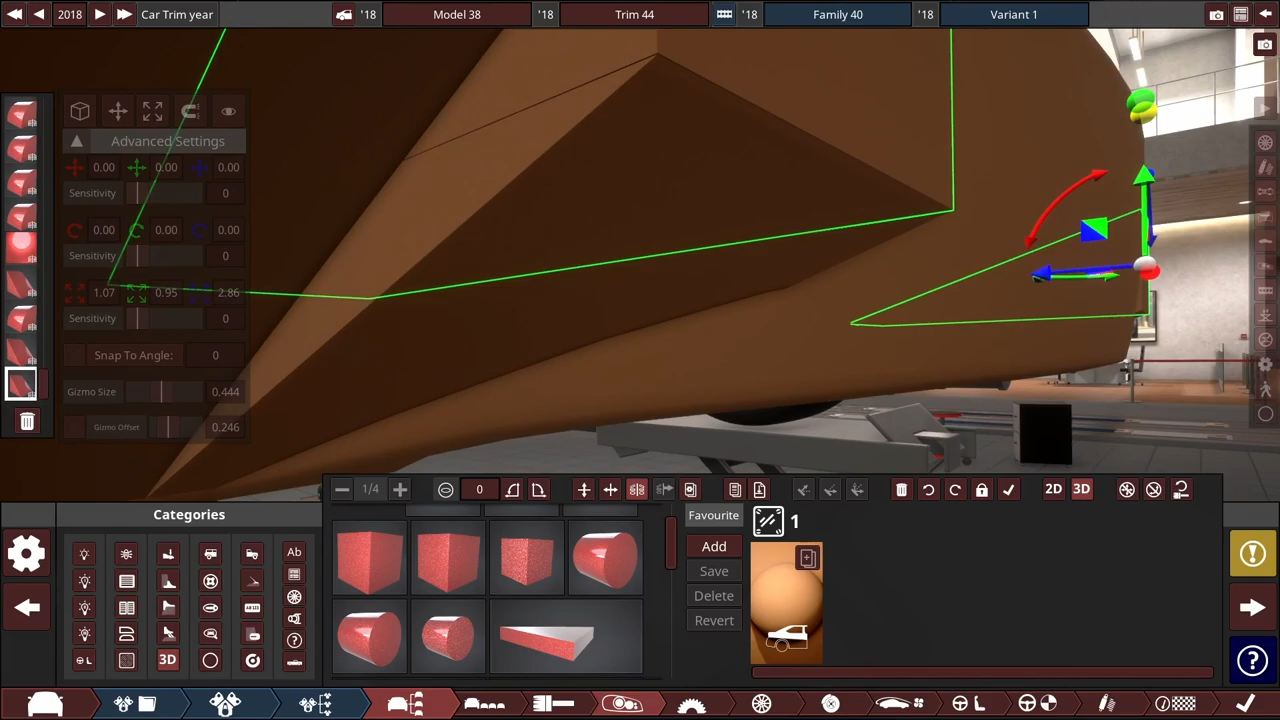 2018 Car Trim year '18 Model 38 '18 Trim 44 '18 Family 40 '18 Variant 1
Advanced Settings
0.00 0.00 0.00
Sensitivity 0
0.00 0.00 0.00
Sensitivity 0
1.07 0.95 2.86
Sensitivity 0
Snap To Angle: 0
Gizmo Size 0.444
Gizmo Offset 0.246
1/4 0 2D 3D
Categories
Ab
L
3D
Favourite
Add
Save
Delete
Revert
1